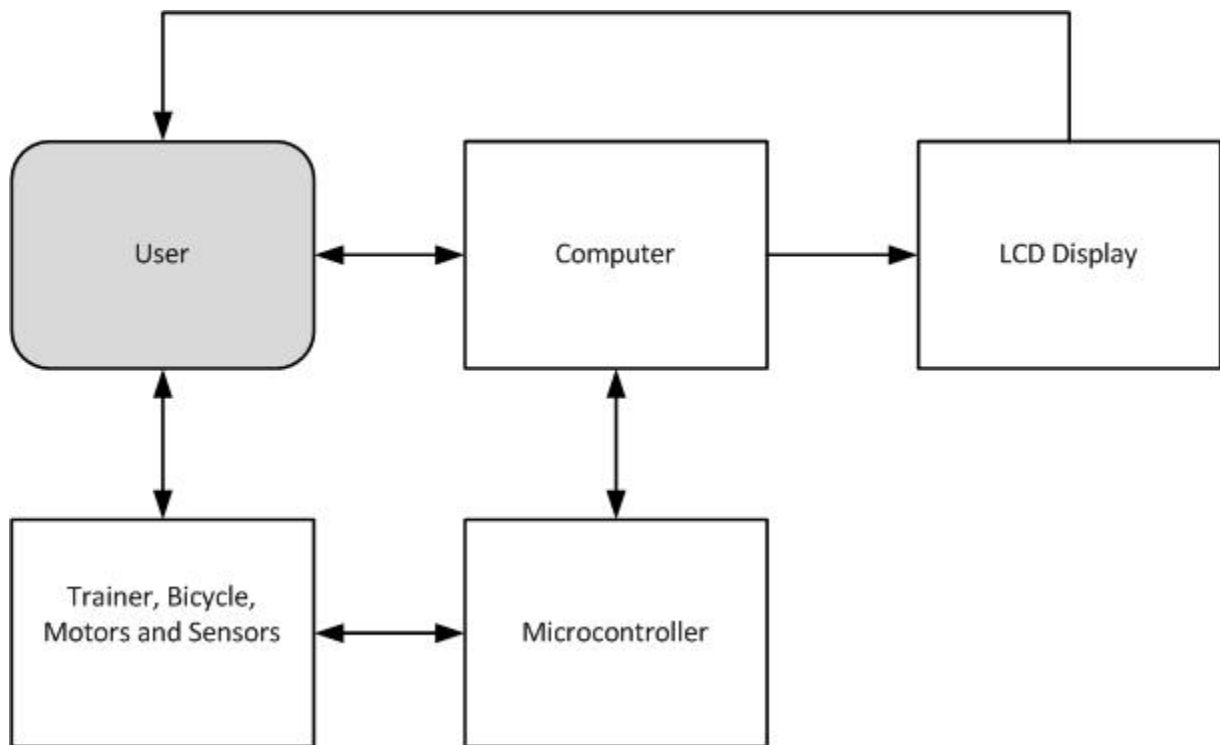 User
Computer
LCD Display
Trainer, Bicycle,
Motors and Sensors
Microcontroller